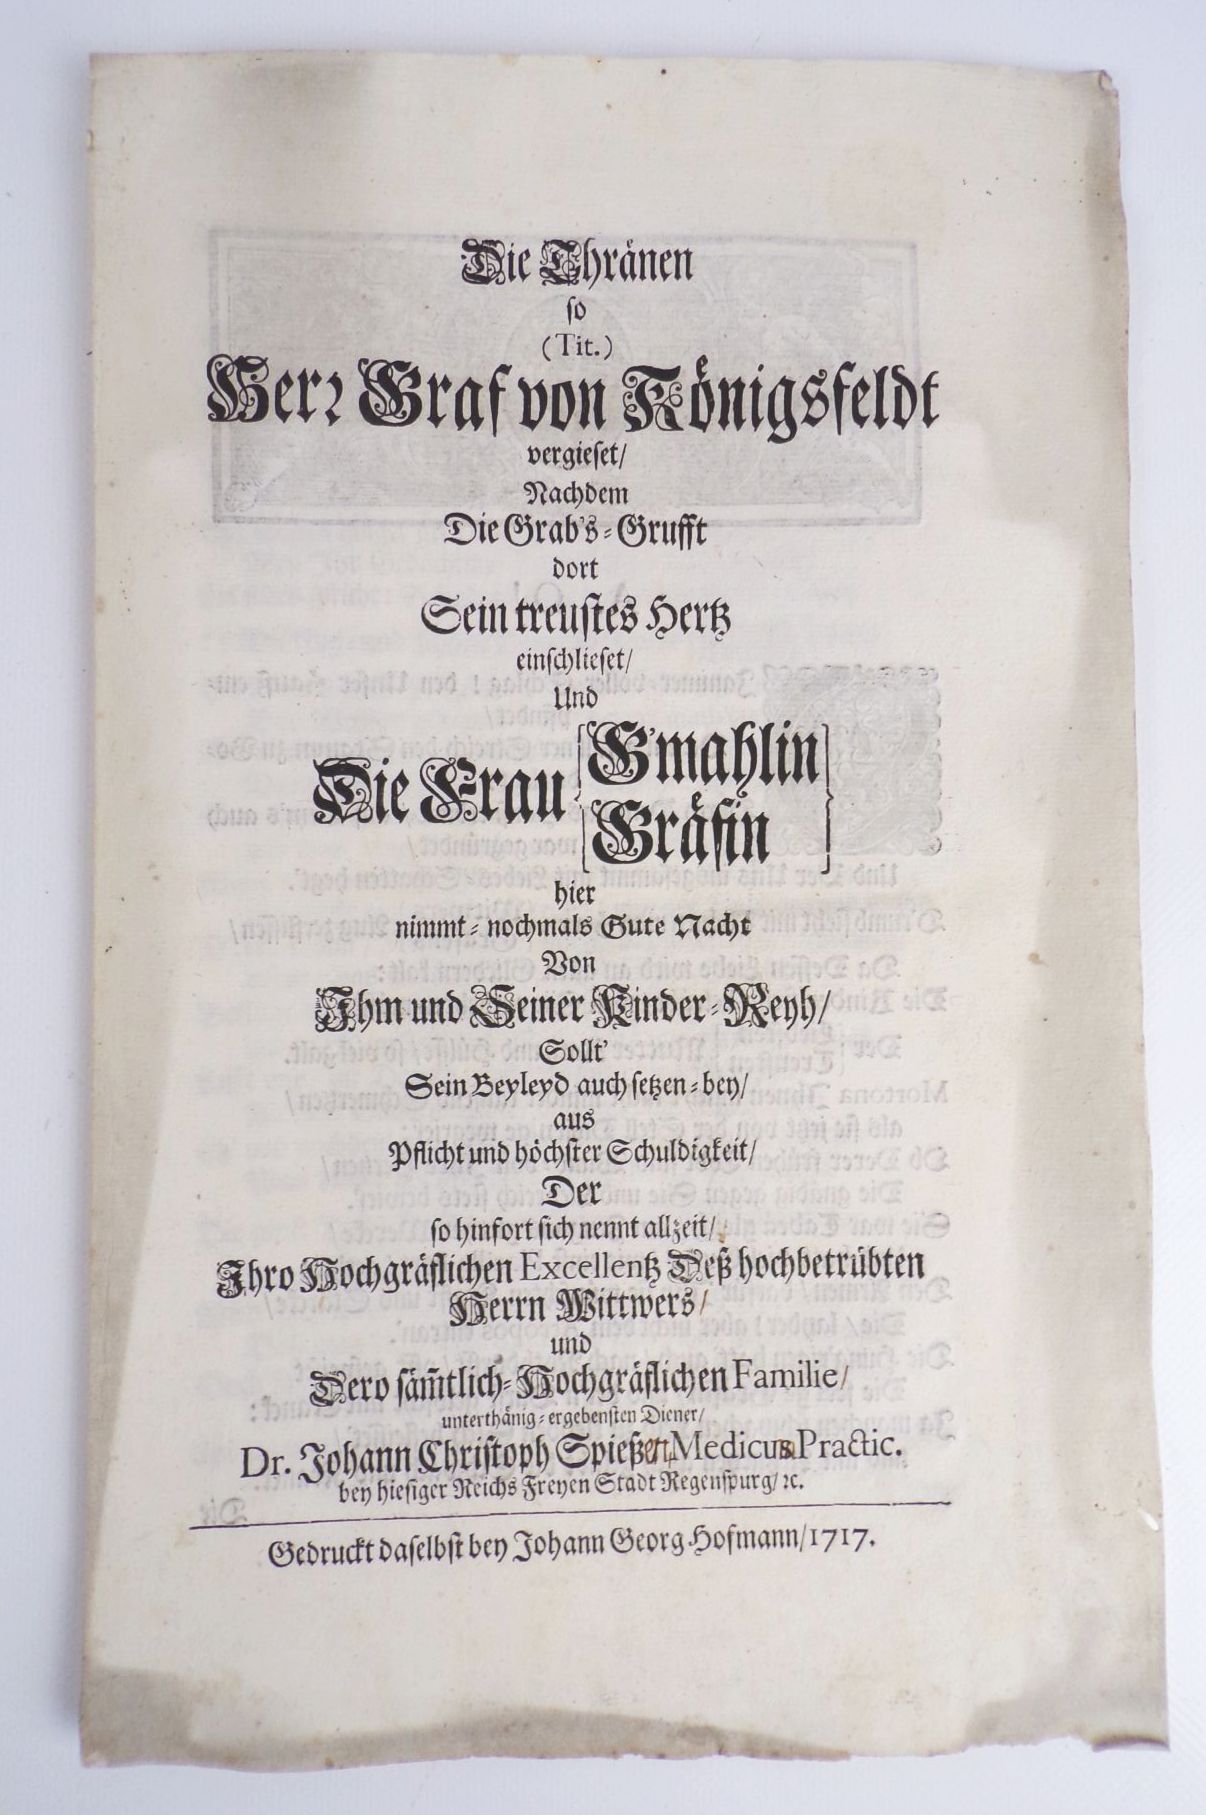 Die Thränen
so
(Tit.)
Herr Graf von Königsfeldt
vergieset/
Nachdem
Die Grab's-Grufft
dort
Sein treustes Hertz
einschlieset/
Und
Die Frau { G'mahlin
Gräfin }
hier
nimmt-nochmals Gute Nacht
Von
Ihm und Seiner Kinder-Reyh/
Sollt'
Sein Beyleyd auch setzen-bey/
aus
Pflicht und höchster Schuldigkeit/
Der
so hinfort sich nennt allzeit/
Ihro Hochgräflichen Excellentz Deß hochbetrübten
Herrn Wittwers/
und
Dero säm̃tlich-Hochgräflichen Familie/
unterthänig-ergebensten Diener/
Dr. Johann Christoph Spießen, Medicus Practic.
bey hiesiger Reichs Freyen Stadt Regenspurg/ ꝛc.
Gedruckt daselbst bey Johann Georg Hofmann/ 1717.